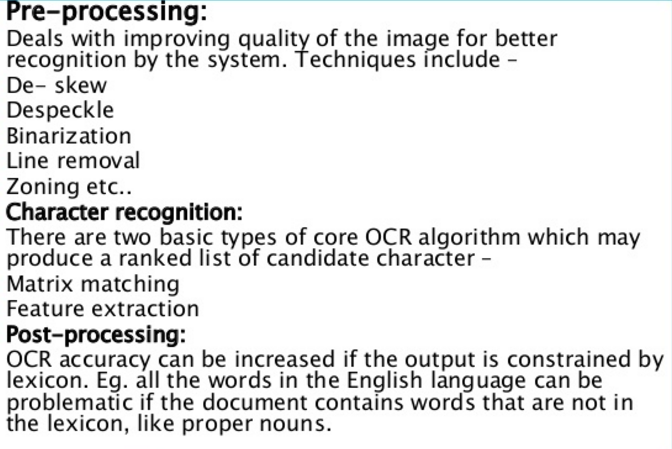 Pre-processing:
Deals with improving quality of the image for better
recognition by the system. Techniques include -
De- skew
Despeckle
Binarization
Line removal
Zoning etc..
Character recognition:
There are two basic types of core OCR algorithm which may
produce a ranked list of candidate character -
Matrix matching
Feature extraction
Post-processing:
OCR accuracy can be increased if the output is constrained by
lexicon. Eg. all the words in the English language can be
problematic if the document contains words that are not in
the lexicon, like proper nouns.